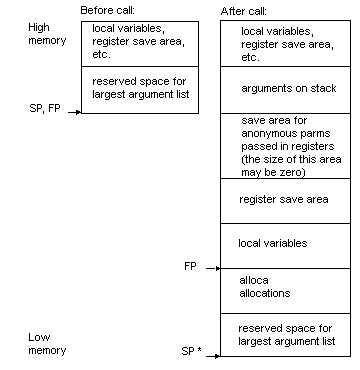 Before call:
After call:
High
memory
local variables,
register save area,
etc.
reserved space for
largest argument list
SP, FP
local variables,
register save area,
etc.
arguments on stack
save area for
anonymous parms
passed in registers
(the size of this area
may be zero)
register save area
local variables
FP
alloca
allocations
reserved space for
largest argument list
Low
memory
SP *